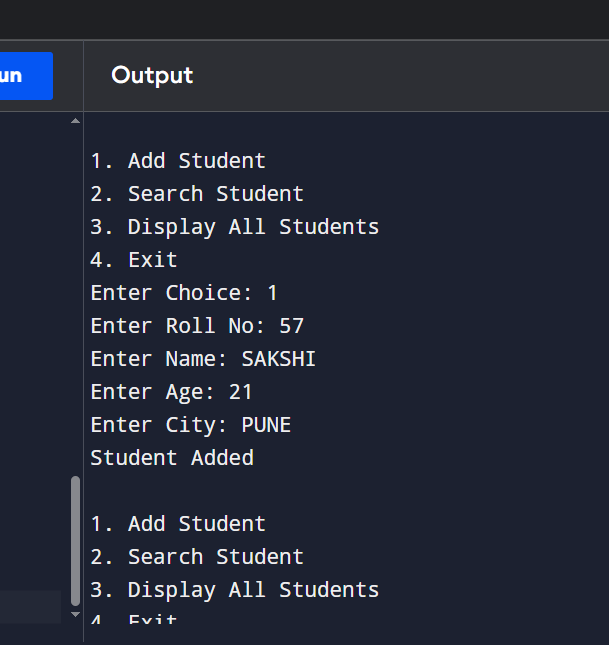 un
Output
1. Add Student
2. Search Student
3. Display All Students
4. Exit
Enter Choice: 1
Enter Roll No: 57
Enter Name: SAKSHI
Enter Age: 21
Enter City: PUNE
Student Added
1. Add Student
2. Search Student
3. Display All Students
4. Exit